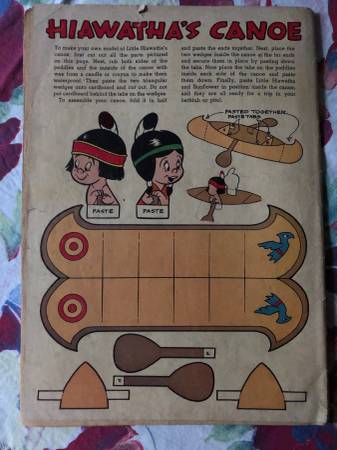 HIAWATHA'S CANOE
To make your own model of Little Hiawatha's
canoe, first cut out all the parts pictured
on this page. Next, rub both sides of the
paddles and the outside of the canoe with
wax from a candle or crayon to make them
waterproof. Then paste the two triangular
wedges onto cardboard and cut out. Do not
put cardboard behind the tabs on the wedges.
To assemble your canoe, fold it in half
and paste the ends together. Next, place the
two wedges inside the canoe at the far ends
and secure them in place by pasting down
the tabs. Now place the tabs on the paddles
inside each side of the canoe and paste
them down. Finally, paste Little Hiawatha
and Sunflower in position inside the canoe,
and they are all ready for a trip in your
bathtub or pond.
PASTED TOGETHER
PASTE TABS
PASTE
PASTE